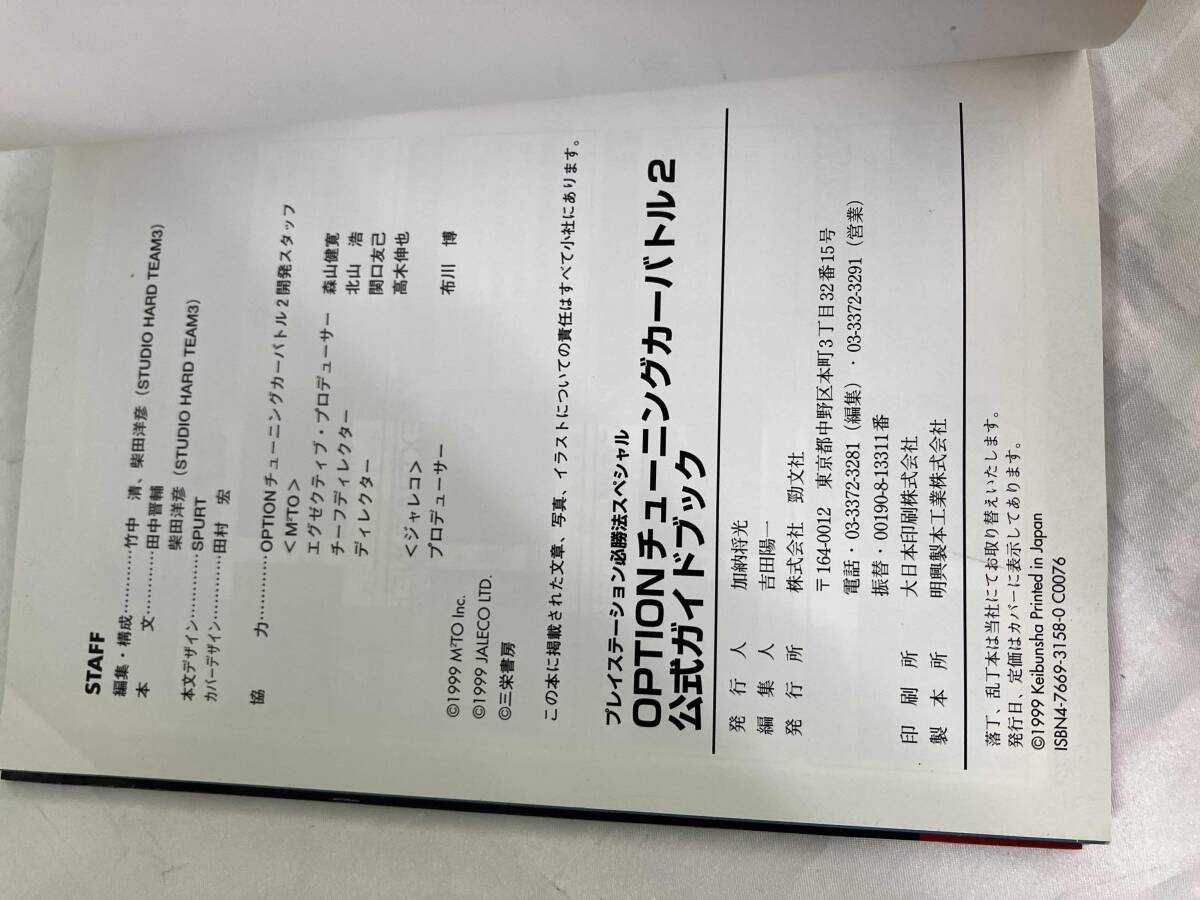 STAFF
編集・構成…………竹中　清、柴田洋彦（STUDIO HARD TEAM3）
本　　　文…………田中晋輔
柴田洋彦（STUDIO HARD TEAM3）
本文デザイン…………SPURT
カバーデザイン…………田村　宏
協　　　力…………OPTIONチューニングカーバトル2開発スタッフ
＜M²TO＞
エグゼクティブ・プロデューサー　森山健寛
チーフディレクター　北山　浩
ディレクター　関口友己
高木伸也
＜ジャレコ＞
プロデューサー　布川　博
©1999 M²TO Inc.
©1999 JALECO LTD.
©三栄書房
この本に掲載された文章、写真、イラストについての責任はすべて小社にあります。
プレイステーション必勝法スペシャル
OPTIONチューニングカーバトル2
公式ガイドブック
発　行　人　加納将光
編　集　人　吉田陽一
発　行　所　株式会社　勁文社
〒164-0012　東京都中野区本町3丁目32番15号
電話・03-3372-3281（編集）・03-3372-3291（営業）
振替・00190-8-13311番
印　刷　所　大日本印刷株式会社
製　本　所　明興製本工業株式会社
落丁、乱丁本は当社にてお取り替えいたします。
発行日、定価はカバーに表示してあります。
©1999 Keibunsha Printed in Japan
ISBN4-7669-3158-0 C0076